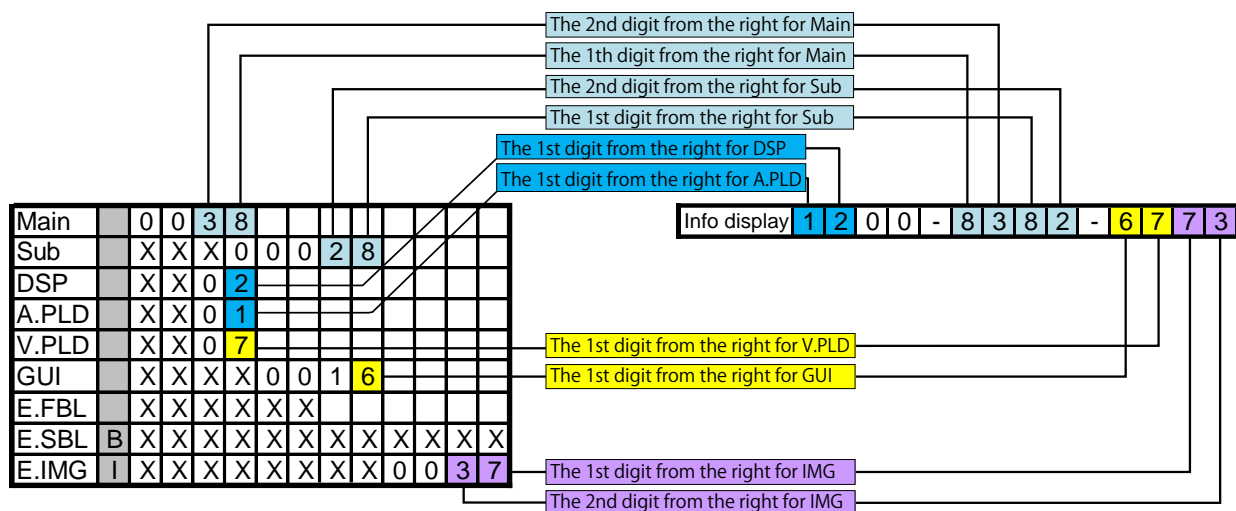 The 2nd digit from the right for Main
The 1th digit from the right for Main
The 2nd digit from the right for Sub
The 1st digit from the right for Sub
The 1st digit from the right for DSP
The 1st digit from the right for A.PLD
Main 0 0 3 8
Info display 1 2 0 0 - 8 3 8 2 - 6 7 7 3
Sub X X X 0 0 0 2 8
DSP X X 0 2
A.PLD X X 0 1
V.PLD X X 0 7
The 1st digit from the right for V.PLD
GUI X X X X 0 0 1 6
The 1st digit from the right for GUI
E.FBL X X X X X X
E.SBL B X X X X X X X X X X X X
E.IMG I X X X X X X X X 0 0 3 7
The 1st digit from the right for IMG
The 2nd digit from the right for IMG